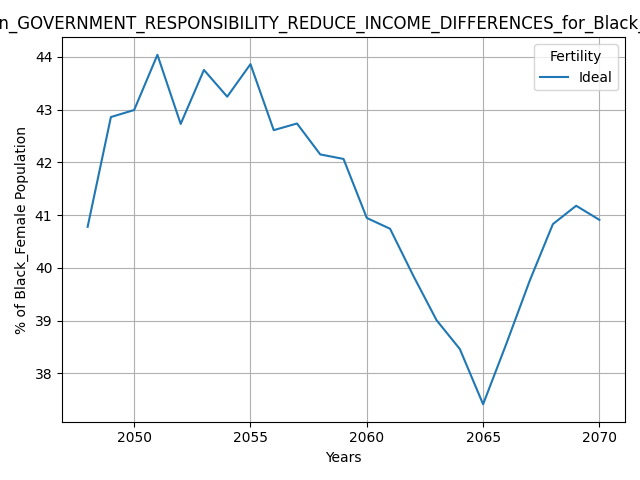 n_GOVERNMENT_RESPONSIBILITY_REDUCE_INCOME_DIFFERENCES_for_Black_
Fertility
Ideal
44
43
42
41
40
39
38
% of Black_Female Population
2050
2055
2060
2065
2070
Years